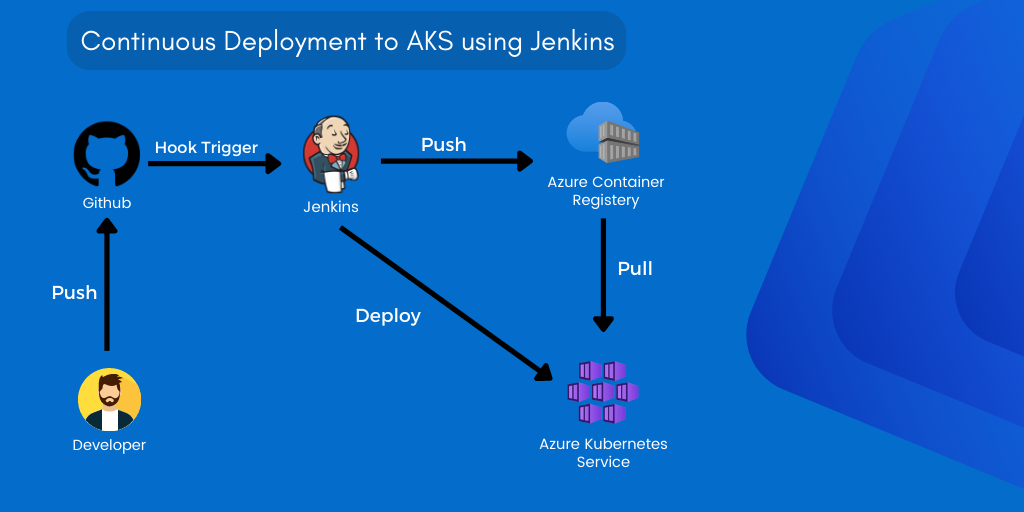 Continuous Deployment to AKS using Jenkins
Hook Trigger
Push
Github
Jenkins
Azure Container
Registery
Push
Deploy
Pull
Developer
Azure Kubernetes
Service